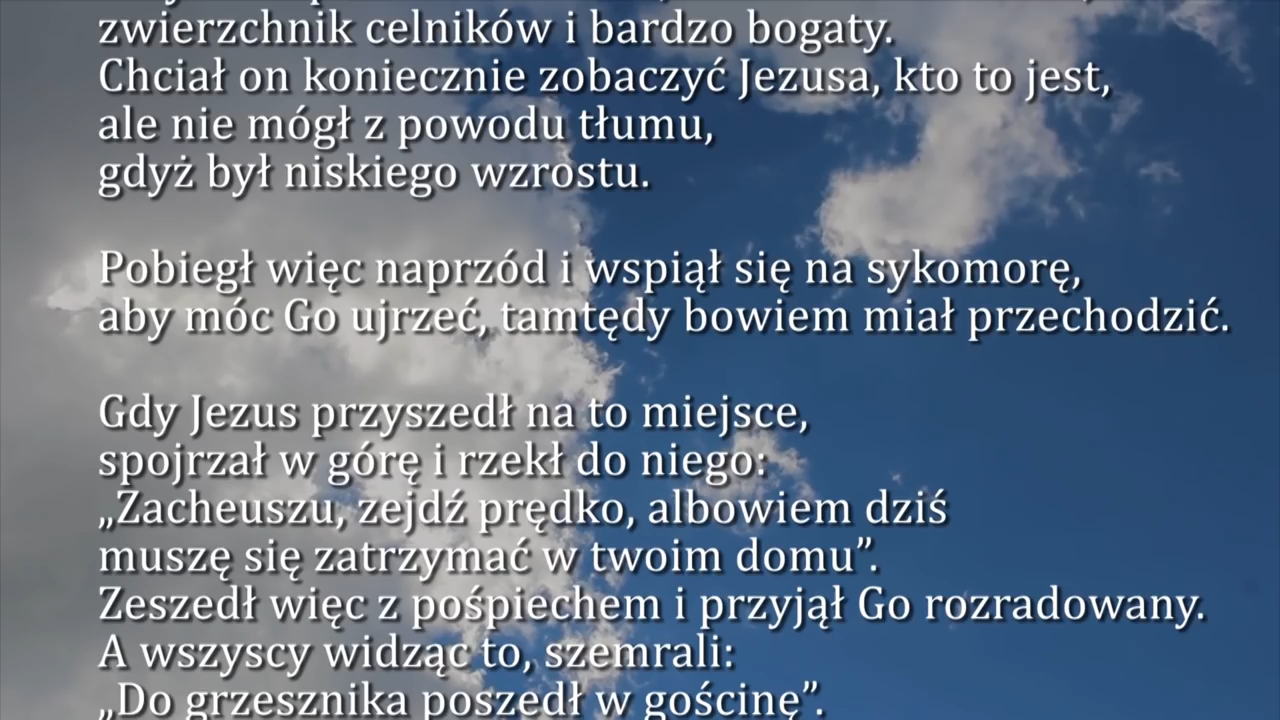 zwierzchnik celników i bardzo bogaty.
Chciał on koniecznie zobaczyć Jezusa, kto to jest,
ale nie mógł z powodu tłumu,
gdyż był niskiego wzrostu.
Pobiegł więc naprzód i wspiął się na sykomorę,
aby móc Go ujrzeć, tamtędy bowiem miał przechodzić.
Gdy Jezus przyszedł na to miejsce,
spojrzał w górę i rzekł do niego:
„Zacheuszu, zejdź prędko, albowiem dziś
muszę się zatrzymać w twoim domu”.
Zeszedł więc z pośpiechem i przyjął Go rozradowany.
A wszyscy widząc to, szemrali:
„Do grzesznika poszedł w gościnę”.